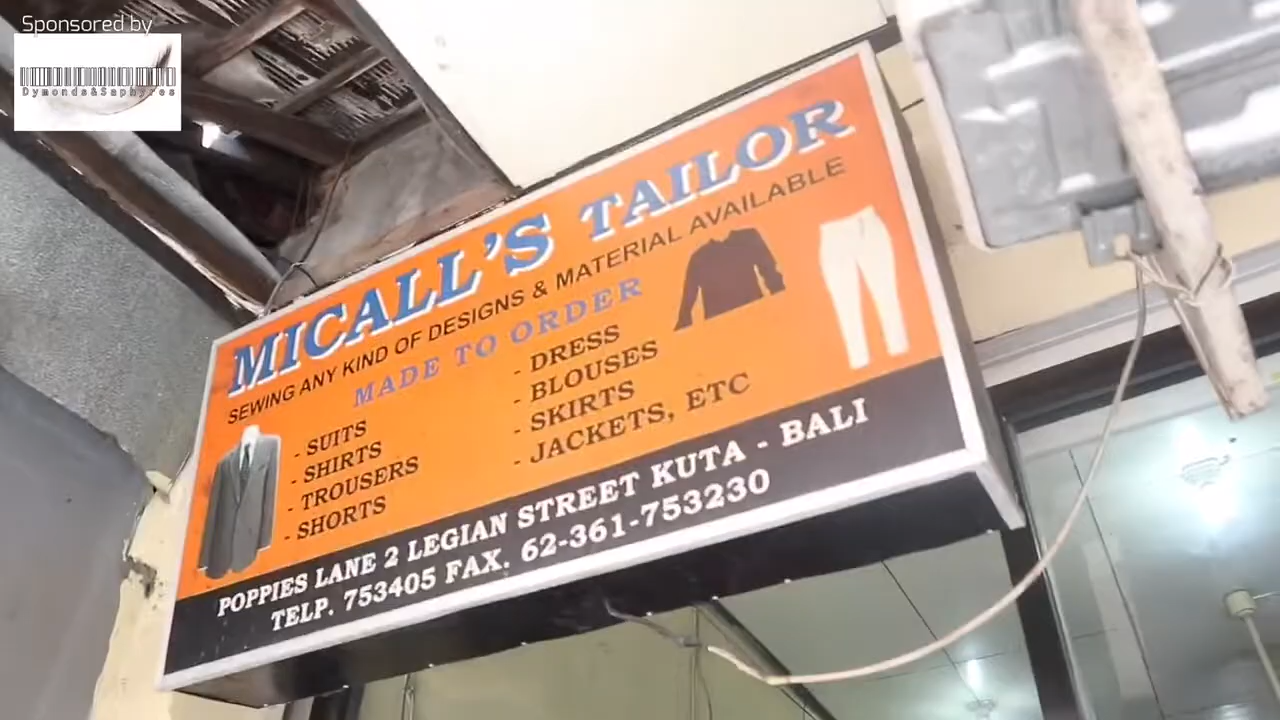 Sponsored by
Dymonds&Saphyres
MICALL'S TAILOR
SEWING ANY KIND OF DESIGNS & MATERIAL AVAILABLE
MADE TO ORDER
- SUITS
- SHIRTS
- TROUSERS
- SHORTS
- DRESS
- BLOUSES
- SKIRTS
- JACKETS, ETC
POPPIES LANE 2 LEGIAN STREET KUTA - BALI
TELP. 753405 FAX. 62-361-753230